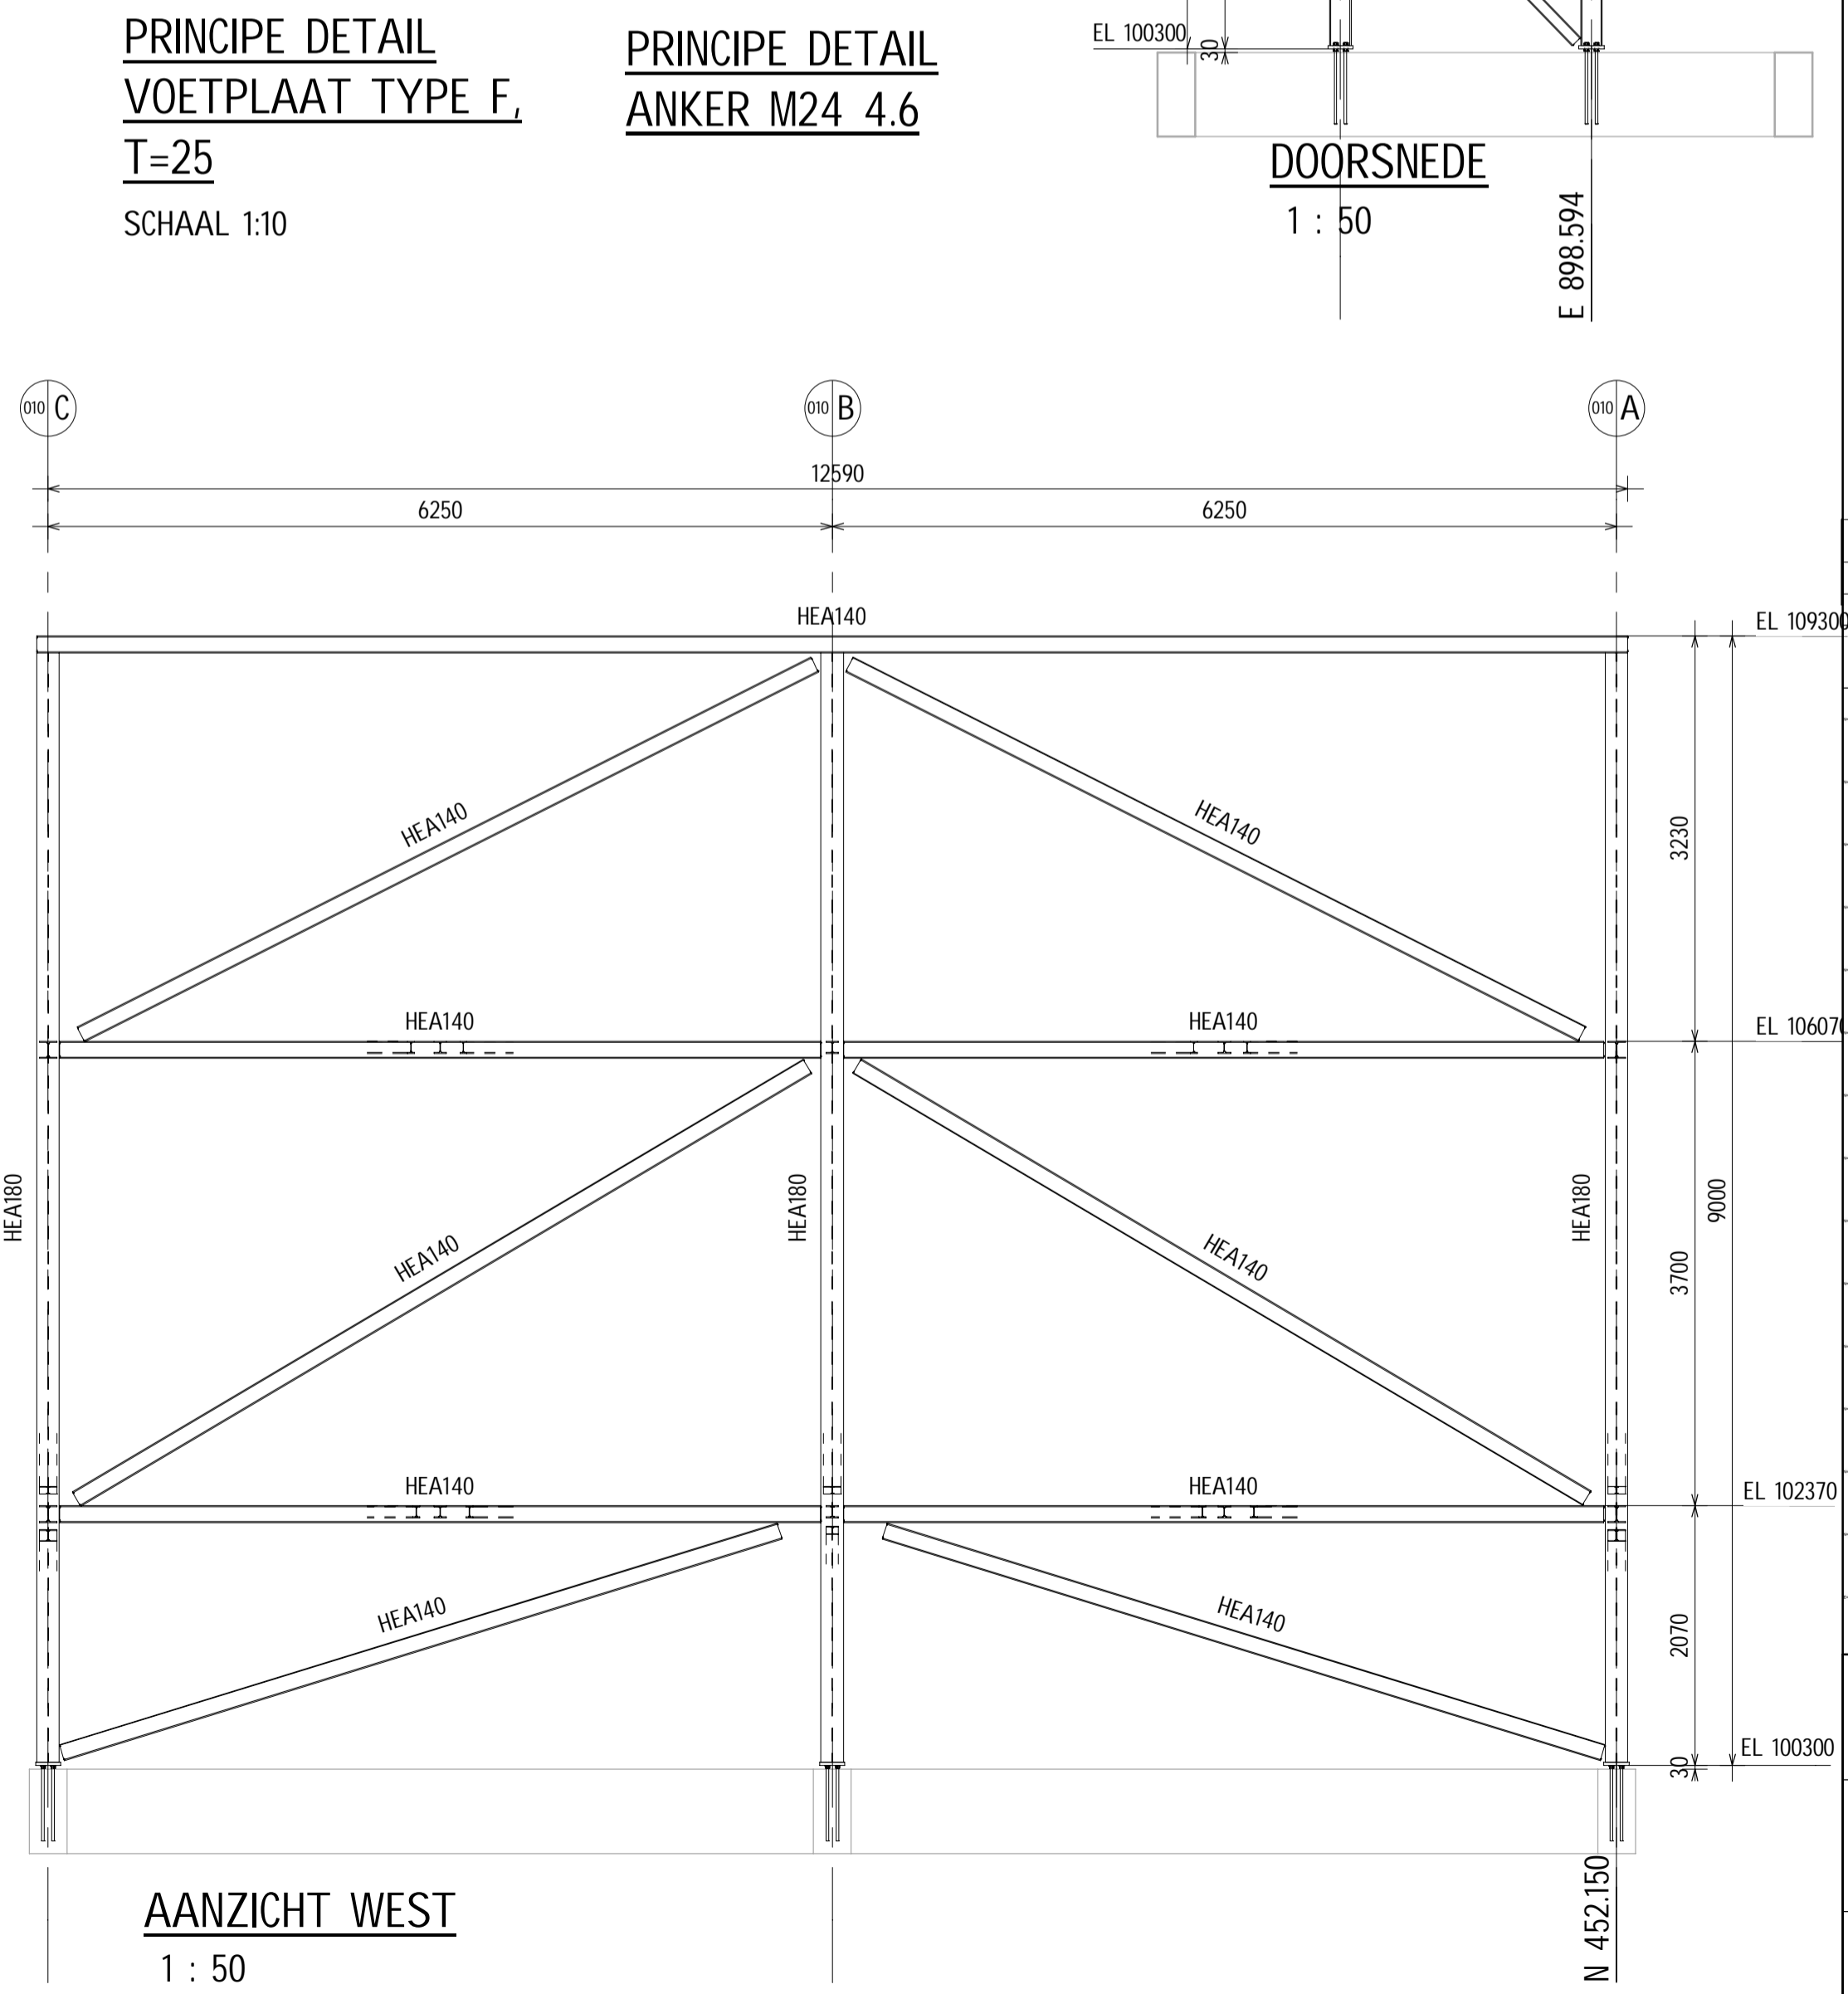 PRINCIPE DETAIL
VOETPLAAT TYPE F,
T=25
SCHAAL 1:10
PRINCIPE DETAIL
ANKER M24 4.6
EL 100300
30
DOORSNEDE
1 : 50
E 898.594
010 C
010 B
010 A
12590
6250
6250
HEA140
EL 109300
HEA140
HEA140
3230
HEA140
HEA140
EL 106070
HEA180
HEA180
HEA180
9000
HEA140
HEA140
3700
HEA140
HEA140
EL 102370
HEA140
HEA140
2070
EL 100300
30
N 452.150
AANZICHT WEST
1 : 50